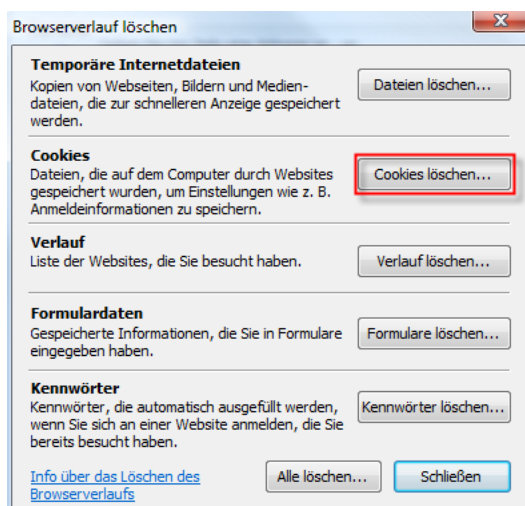 Browserverlauf löschen
Temporäre Internetdateien
Kopien von Webseiten, Bildern und Medien-
dateien, die zur schnelleren Anzeige gespeichert
werden.
Dateien löschen...
Cookies
Dateien, die auf dem Computer durch Websites
gespeichert wurden, um Einstellungen wie z. B.
Anmeldeinformationen zu speichern.
Cookies löschen...
Verlauf
Liste der Websites, die Sie besucht haben.
Verlauf löschen...
Formulardaten
Gespeicherte Informationen, die Sie in Formulare
eingegeben haben.
Formulare löschen...
Kennwörter
Kennwörter, die automatisch ausgefüllt werden,
wenn Sie sich an einer Website anmelden, die Sie
bereits besucht haben.
Kennwörter löschen...
Info über das Löschen des
Browserverlaufs
Alle löschen...
Schließen